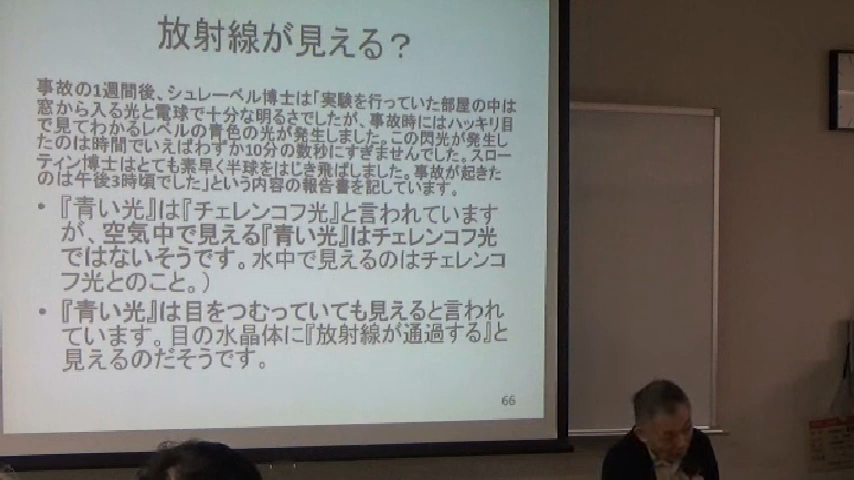 放射線が見える？
事故の1週間後、シュレーベル博士は「実験を行っていた部屋の中は
窓から入る光と電球で十分な明るさでしたが、事故時にはハッキリ目
で見てわかるレベルの青色の光が発生しました。この閃光が発生し
たのは時間でいえばわずか10分の数秒にすぎませんでした。スロー
ティン博士はとても素早く半球をはじき飛ばしました。事故が起きた
のは午後3時頃でした」という内容の報告書を記しています。
• 『青い光』は『チェレンコフ光』と言われています
が、空気中で見える『青い光』はチェレンコフ光
ではないそうです。水中で見えるのはチェレンコ
フ光とのこと。）
• 『青い光』は目をつむっていても見えると言われ
ています。目の水晶体に『放射線が通過する』と
見えるのだそうです。
66